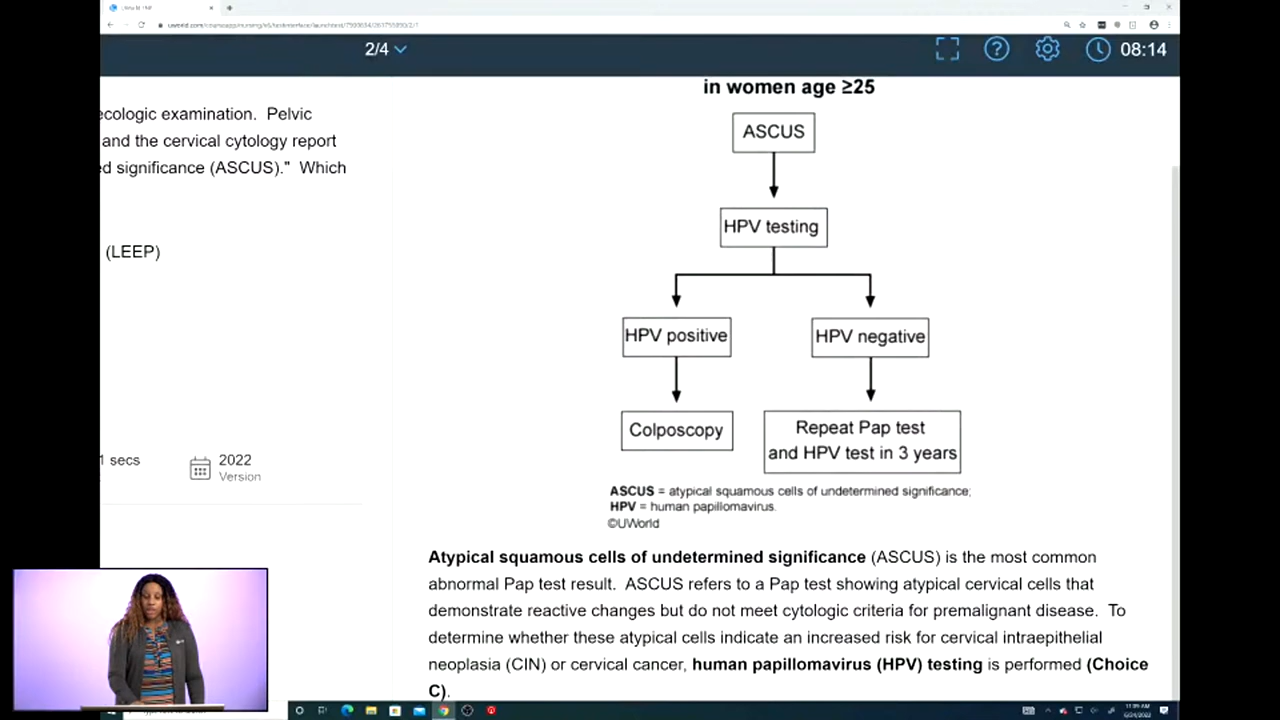 2/4
08:14
ecologic examination.  Pelvic
and the cervical cytology report
ed significance (ASCUS)."  Which
(LEEP)
1 secs
2022
Version
in women age ≥25
ASCUS
HPV testing
HPV positive
HPV negative
Colposcopy
Repeat Pap test
and HPV test in 3 years
ASCUS = atypical squamous cells of undetermined significance;
HPV = human papillomavirus.
©UWorld
Atypical squamous cells of undetermined significance (ASCUS) is the most common
abnormal Pap test result.  ASCUS refers to a Pap test showing atypical cervical cells that
demonstrate reactive changes but do not meet cytologic criteria for premalignant disease.  To
determine whether these atypical cells indicate an increased risk for cervical intraepithelial
neoplasia (CIN) or cervical cancer, human papillomavirus (HPV) testing is performed (Choice
C).